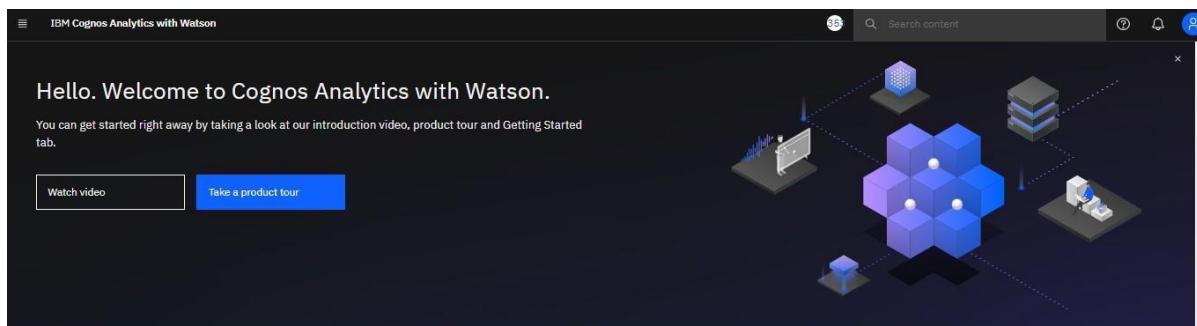 IBM Cognos Analytics with Watson
Search content
Hello. Welcome to Cognos Analytics with Watson.
You can get started right away by taking a look at our introduction video, product tour and Getting Started
tab.
Watch video
Take a product tour